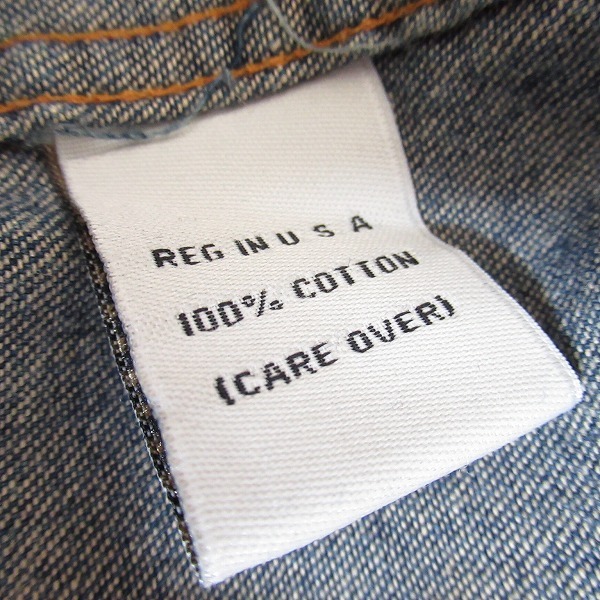 REG IN U S A
100% COTTON
(CARE OVER)